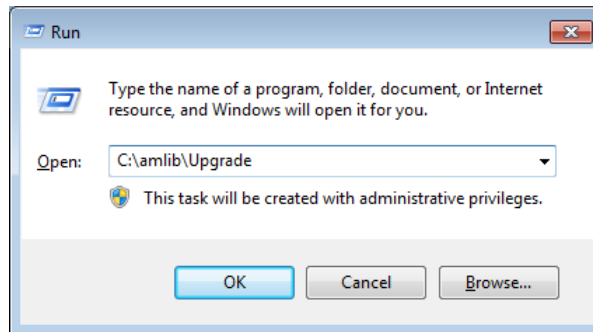 Run
Type the name of a program, folder, document, or Internet
resource, and Windows will open it for you.
Open: C:\amlib\Upgrade
This task will be created with administrative privileges.
OK Cancel Browse...